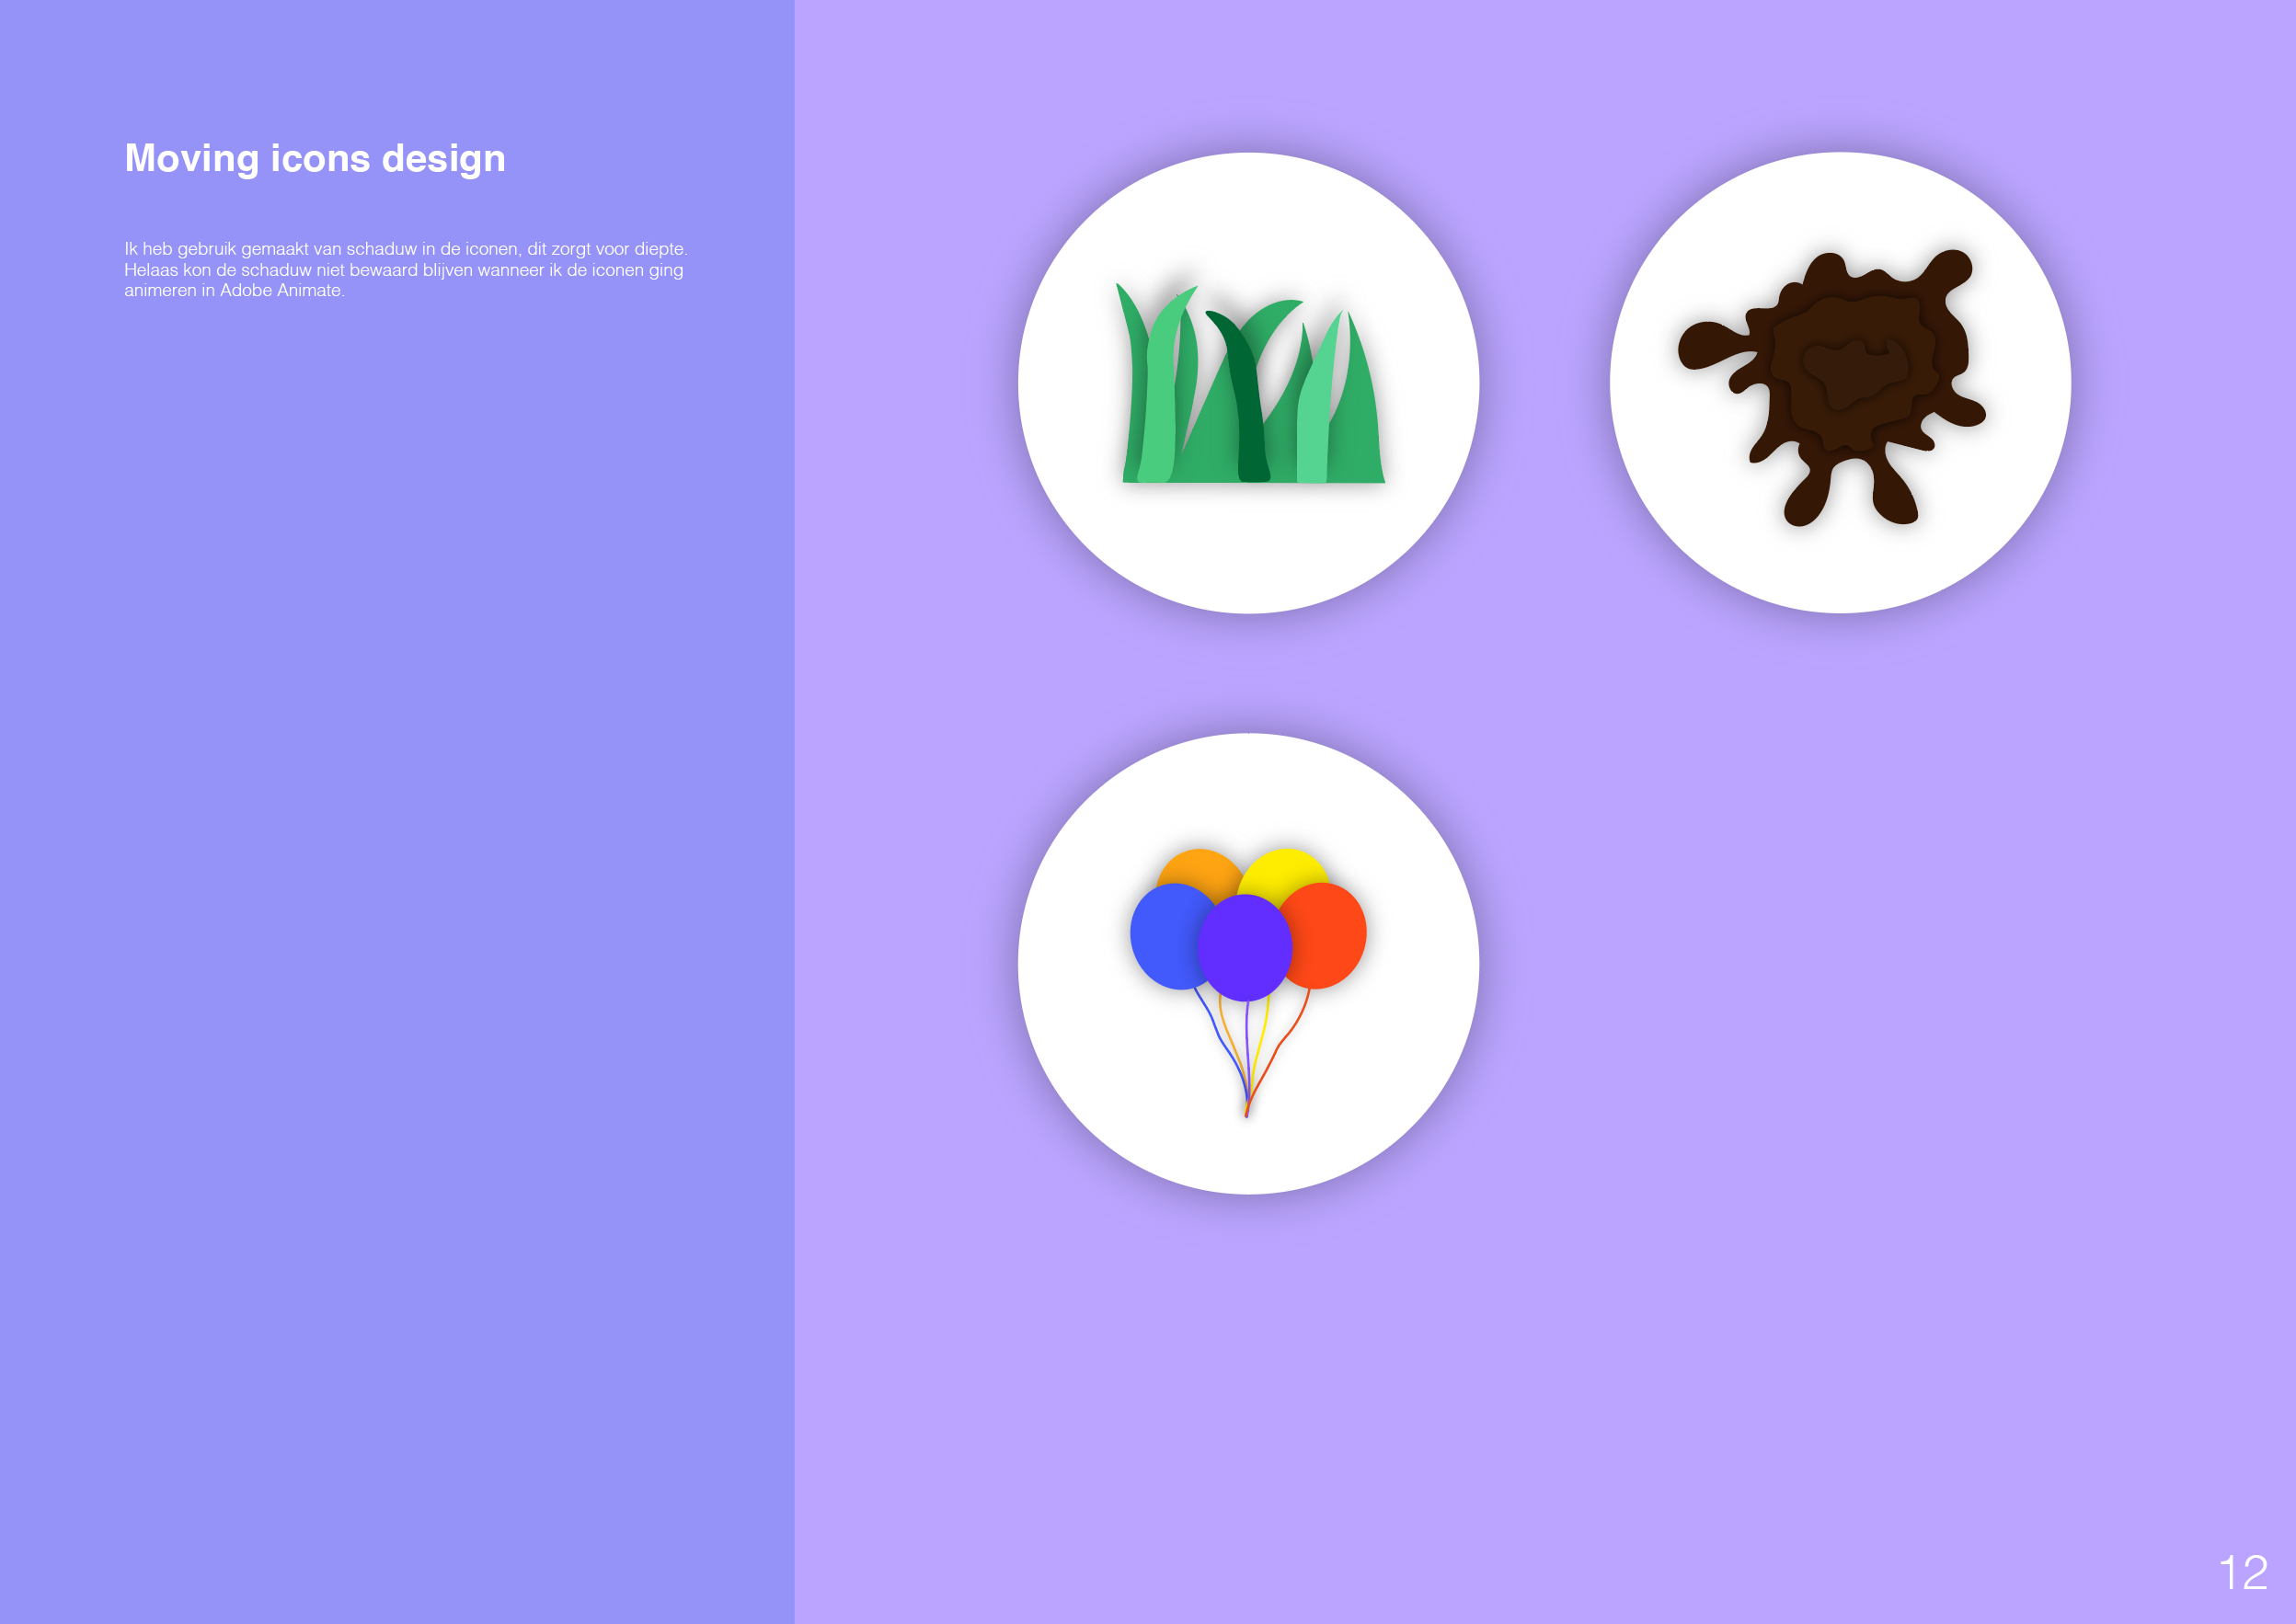 Moving icons design
Ik heb gebruik gemaakt van schaduw in de iconen, dit zorgt voor diepte.
Helaas kon de schaduw niet bewaard blijven wanneer ik de iconen ging
animeren in Adobe Animate.
12